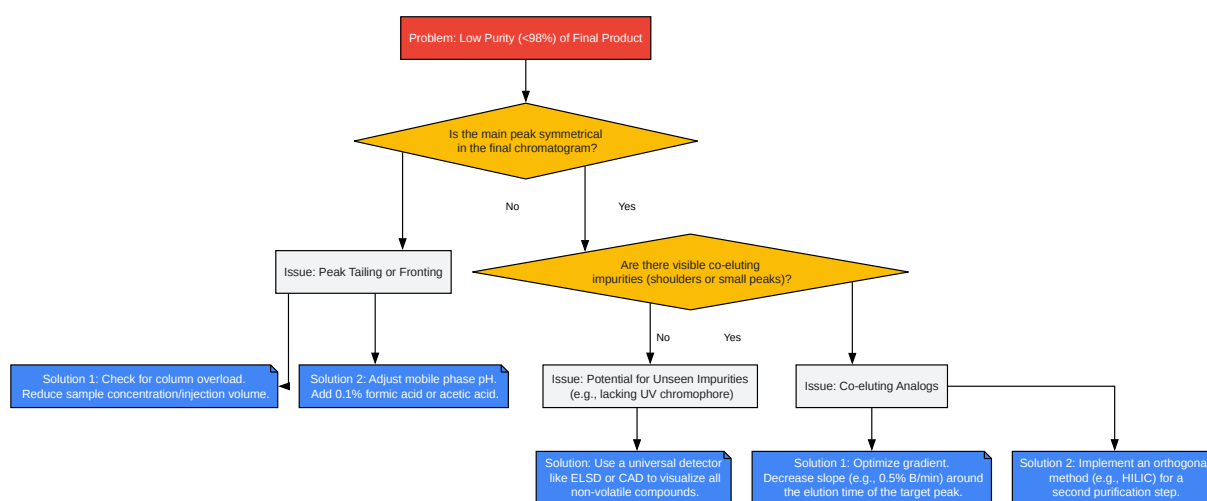 Problem: Low Purity (<98%) of Final Product
Is the main peak symmetrical
in the final chromatogram?
No
Yes
Issue: Peak Tailing or Fronting
Are there visible co-eluting
impurities (shoulders or small peaks)?
No
Yes
Solution 1: Check for column overload.
Reduce sample concentration/injection volume.
Solution 2: Adjust mobile phase pH.
Add 0.1% formic acid or acetic acid.
Issue: Potential for Unseen Impurities
(e.g., lacking UV chromophore)
Issue: Co-eluting Analogs
Solution: Use a universal detector
like ELSD or CAD to visualize all
non-volatile compounds.
Solution 1: Optimize gradient.
Decrease slope (e.g., 0.5% B/min) around
the elution time of the target peak.
Solution 2: Implement an orthogona
method (e.g., HILIC) for a
second purification step.